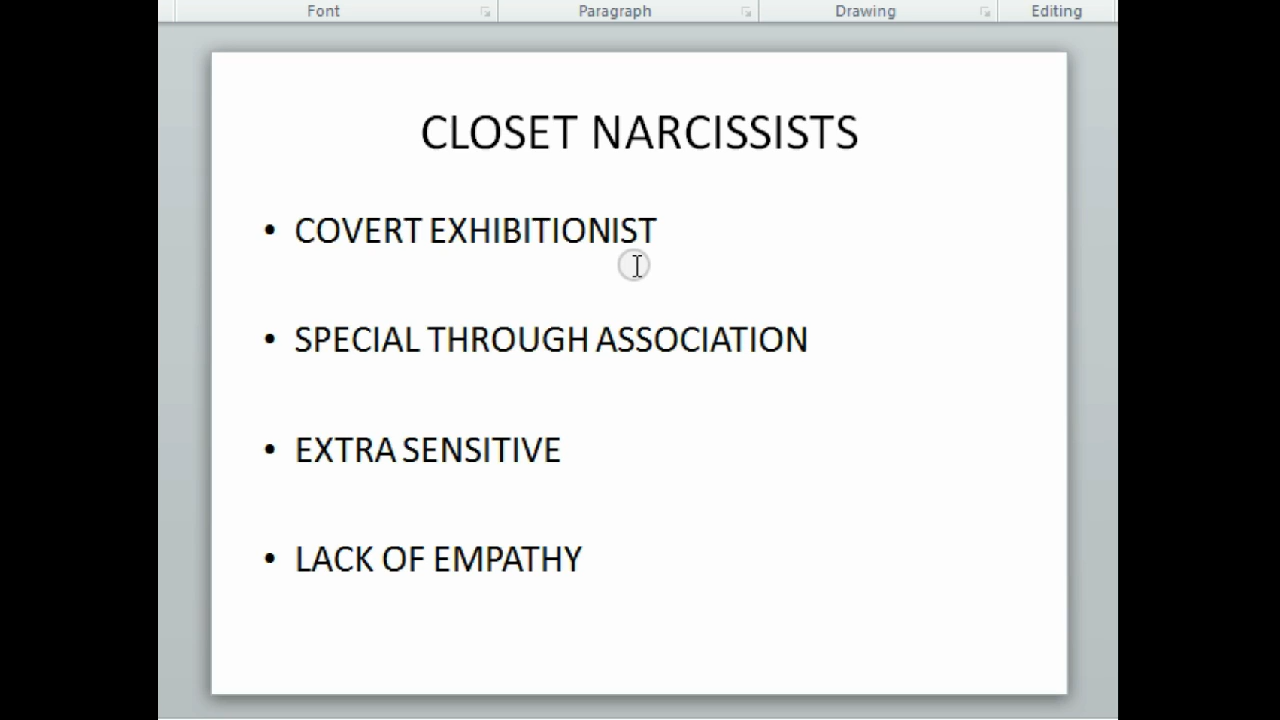 Font Paragraph Drawing Editing
CLOSET NARCISSISTS
• COVERT EXHIBITIONIST
• SPECIAL THROUGH ASSOCIATION
• EXTRA SENSITIVE
• LACK OF EMPATHY